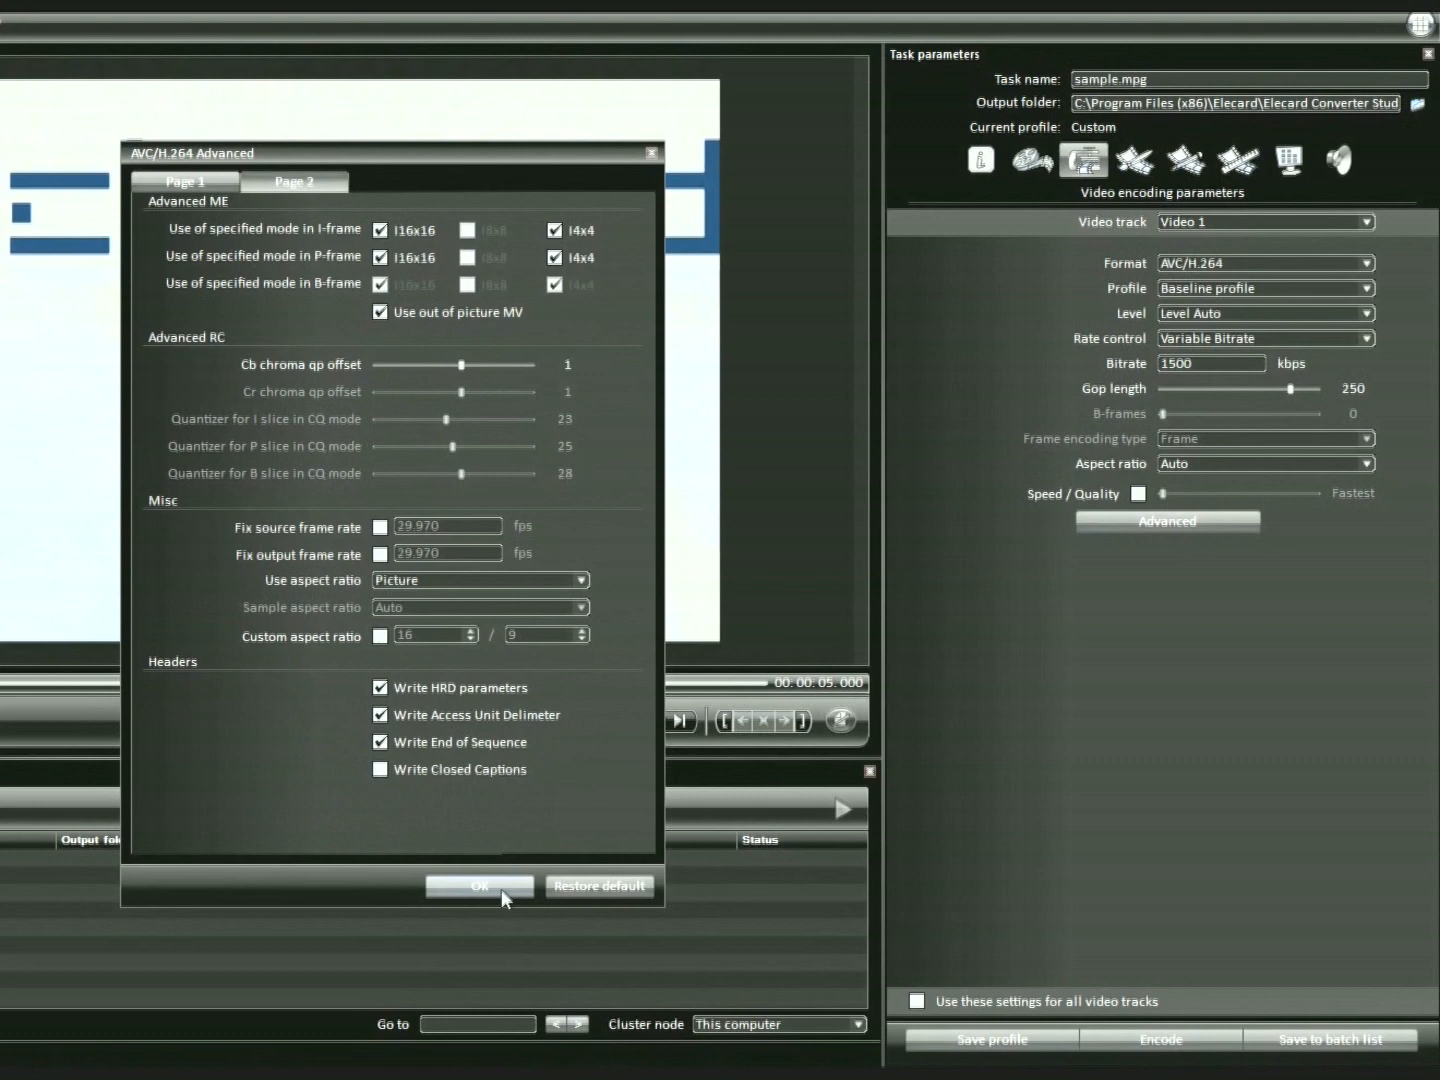 Task parameters
Task name: sample.mpg
Output folder: C:\Program Files (x86)\Elecard\Elecard Converter Stud
Current profile: Custom
Video encoding parameters
Video track Video 1
Format AVC/H.264
Profile Baseline profile
Level Level Auto
Rate control Variable Bitrate
Bitrate 1500 kbps
Gop length 250
B-frames 0
Frame encoding type Frame
Aspect ratio Auto
Speed / Quality Fastest
Advanced
Use these settings for all video tracks
Save profile Encode Save to batch list
AVC/H.264 Advanced
Page 1 Page 2
Advanced ME
Use of specified mode in I-frame I16x16 I8x8 I4x4
Use of specified mode in P-frame I16x16 I8x8 I4x4
Use of specified mode in B-frame I16x16 I8x8 I4x4
Use out of picture MV
Advanced RC
Cb chroma qp offset 1
Cr chroma qp offset 1
Quantizer for I slice in CQ mode 23
Quantizer for P slice in CQ mode 25
Quantizer for B slice in CQ mode 28
Misc
Fix source frame rate 29.970 fps
Fix output frame rate 29.970 fps
Use aspect ratio Picture
Sample aspect ratio Auto
Custom aspect ratio 16 / 9
Headers
Write HRD parameters
Write Access Unit Delimeter
Write End of Sequence
Write Closed Captions
OK Restore default
00:00:05.000
Output fol
Status
Go to < > Cluster node This computer